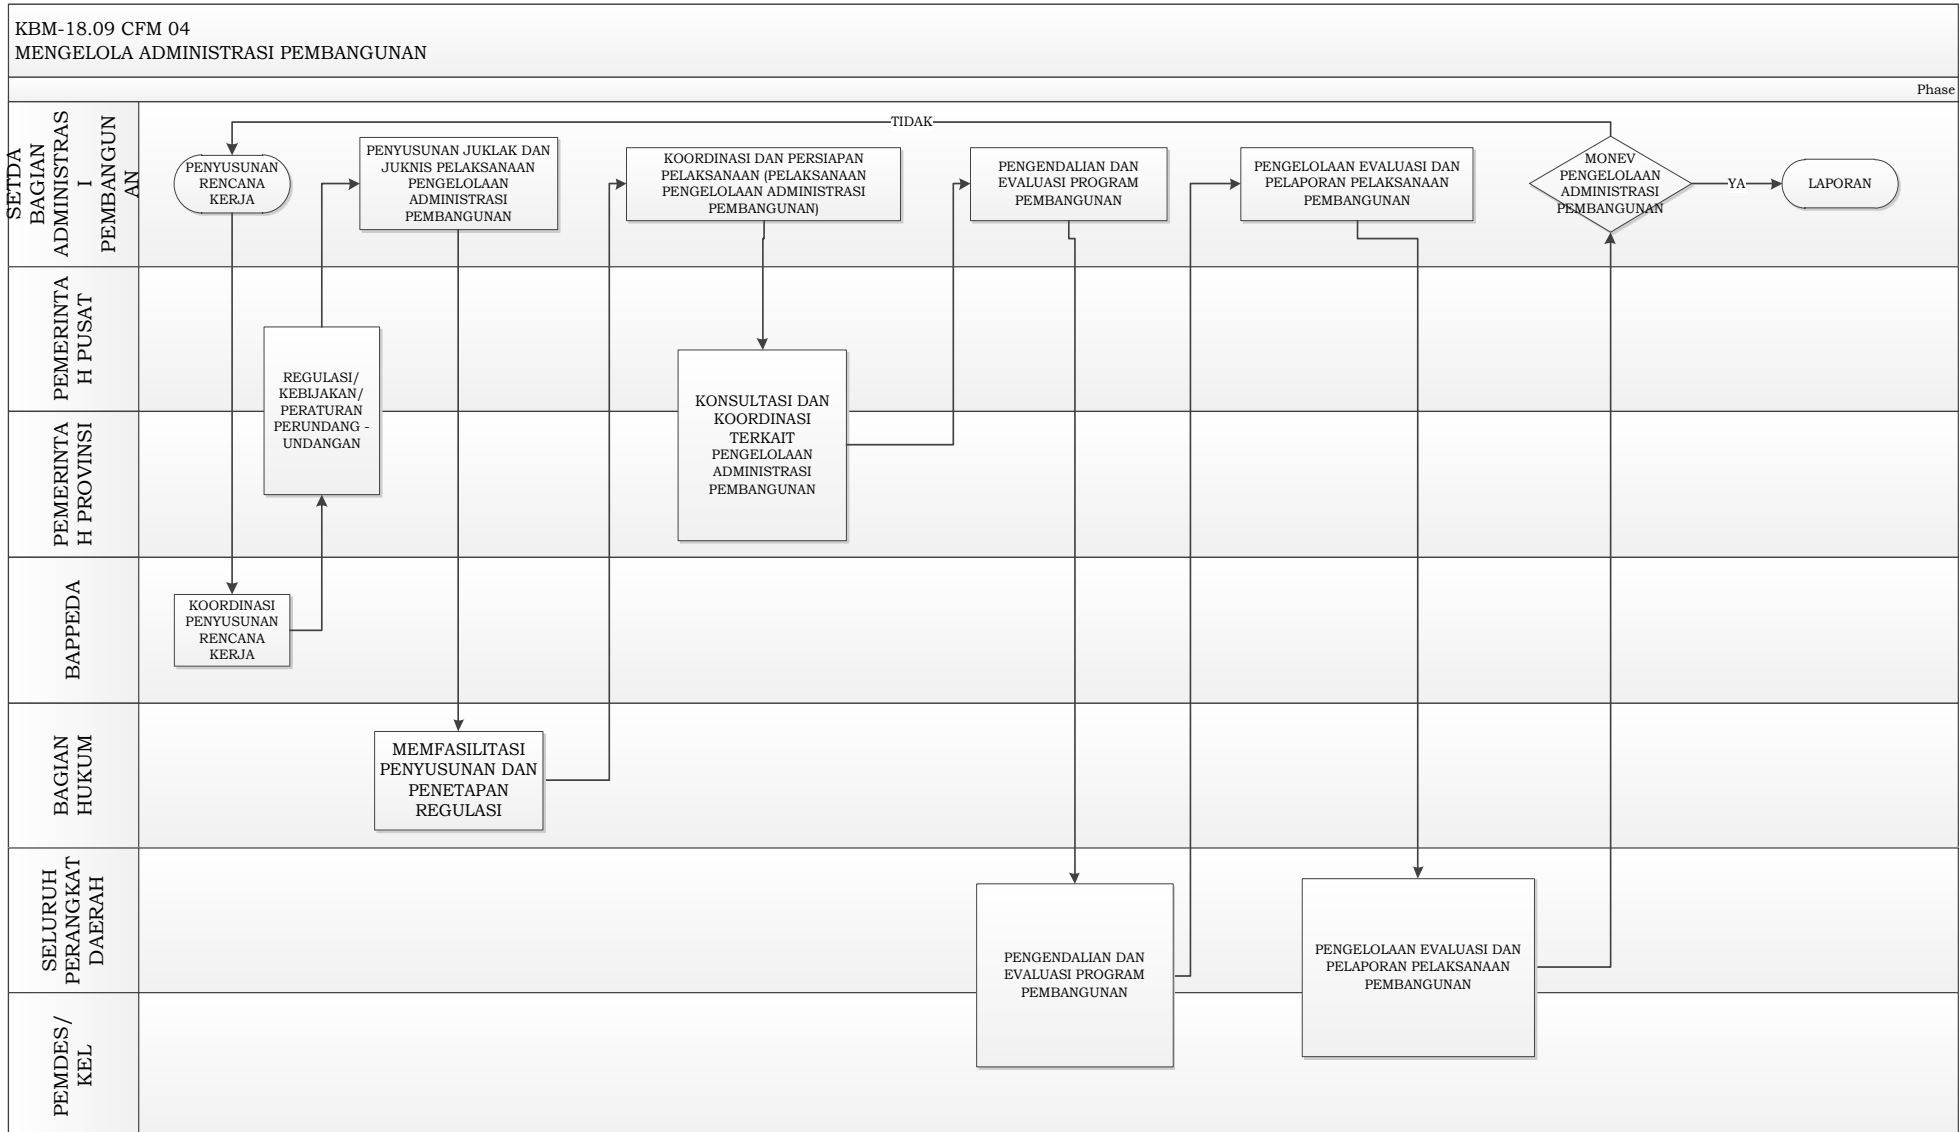 KBM-18.09 CFM 04
MENGELOLA ADMINISTRASI PEMBANGUNAN
Phase
SETDA
BAGIAN
ADMINISTRAS
I
PEMBANGUN
AN
PENYUSUNAN
RENCANA
KERJA
PENYUSUNAN JUKLAK DAN
JUKNIS PELAKSANAAN
PENGELOLAAN
ADMINISTRASI
PEMBANGUNAN
KOORDINASI DAN PERSIAPAN
PELAKSANAAN (PELAKSANAAN
PENGELOLAAN ADMINISTRASI
PEMBANGUNAN)
PENGENDALIAN DAN
EVALUASI PROGRAM
PEMBANGUNAN
PENGELOLAAN EVALUASI DAN
PELAPORAN PELAKSANAAN
PEMBANGUNAN
TIDAK
MONEV
PENGELOLAAN
ADMINISTRASI
PEMBANGUNAN
YA
LAPORAN
PEMERINTA
H PUSAT
REGULASI/
KEBIJAKAN/
PERATURAN
PERUNDANG -
UNDANGAN
KONSULTASI DAN
KOORDINASI
TERKAIT
PENGELOLAAN
ADMINISTRASI
PEMBANGUNAN
PEMERINTA
H PROVINSI
BAPPEDA
KOORDINASI
PENYUSUNAN
RENCANA
KERJA
BAGIAN
HUKUM
MEMFASILITASI
PENYUSUNAN DAN
PENETAPAN
REGULASI
SELURUH
PERANGKAT
DAERAH
PENGENDALIAN DAN
EVALUASI PROGRAM
PEMBANGUNAN
PENGELOLAAN EVALUASI DAN
PELAPORAN PELAKSANAAN
PEMBANGUNAN
PEMDES/
KEL